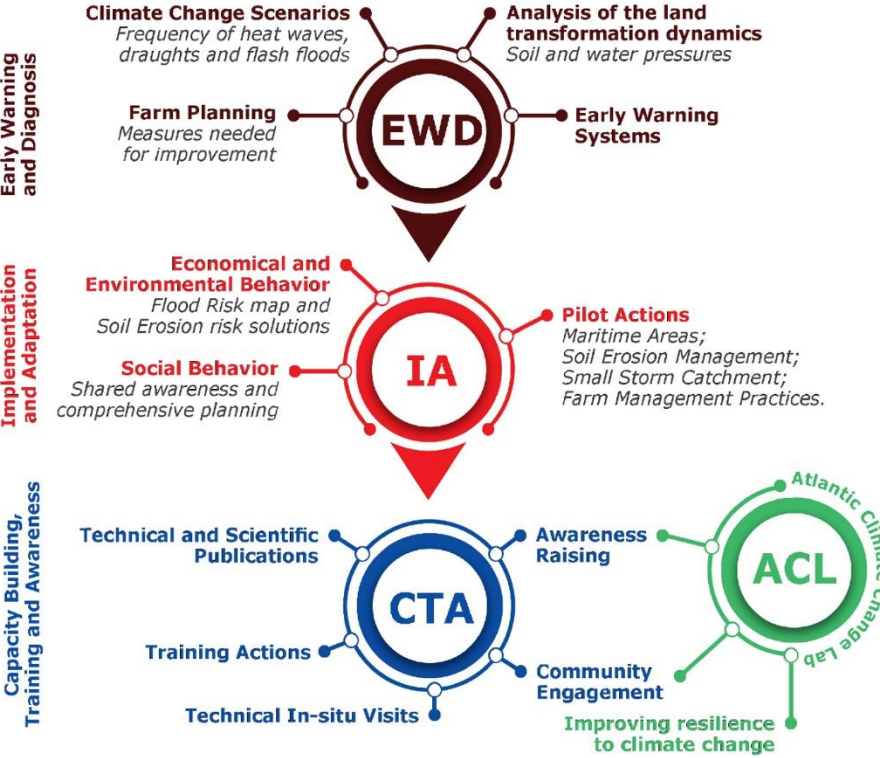 Early Warning
and Diagnosis
Climate Change Scenarios
Frequency of heat waves,
draughts and flash floods
Analysis of the land
transformation dynamics
Soil and water pressures
Farm Planning
Measures needed
for improvement
EWD
Early Warning
Systems
Implementation
and Adaptation
Economical and
Environmental Behavior
Flood Risk map and
Soil Erosion risk solutions
Social Behavior
Shared awareness and
comprehensive planning
IA
Pilot Actions
Maritime Areas;
Soil Erosion Management;
Small Storm Catchment;
Farm Management Practices.
Capacity Building,
Training and Awareness
Technical and Scientific
Publications
Training Actions
Technical In-situ Visits
CTA
Awareness
Raising
Community
Engagement
ACL
Atlantic Climate Change Lab
Improving resilience
to climate change